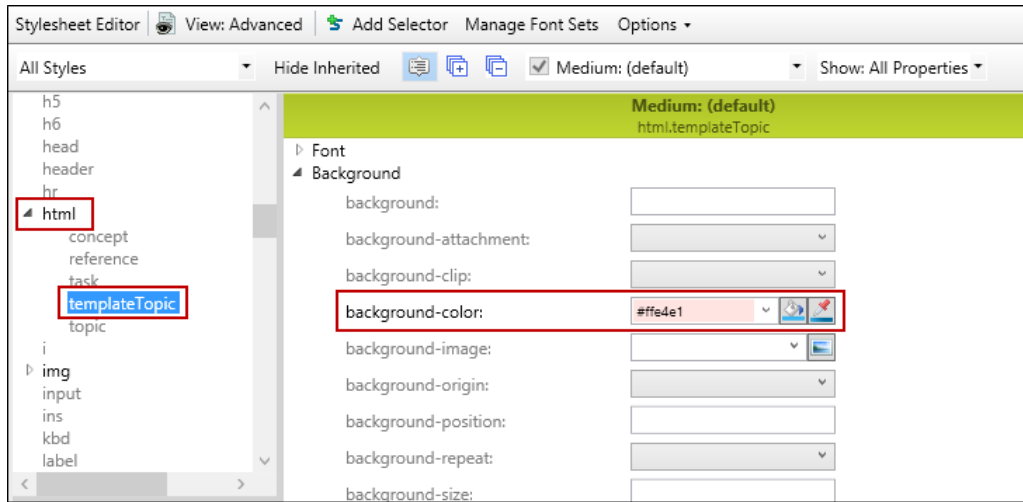 Stylesheet Editor View: Advanced Add Selector Manage Font Sets Options
All Styles Hide Inherited Medium: (default) Show: All Properties
h5
h6
head
header
hr
html
concept
reference
task
templateTopic
topic
i
img
input
ins
kbd
label
Medium: (default)
html.templateTopic
Font
Background
background:
background-attachment:
background-clip:
background-color: #ffe4e1
background-image:
background-origin:
background-position:
background-repeat:
background-size: